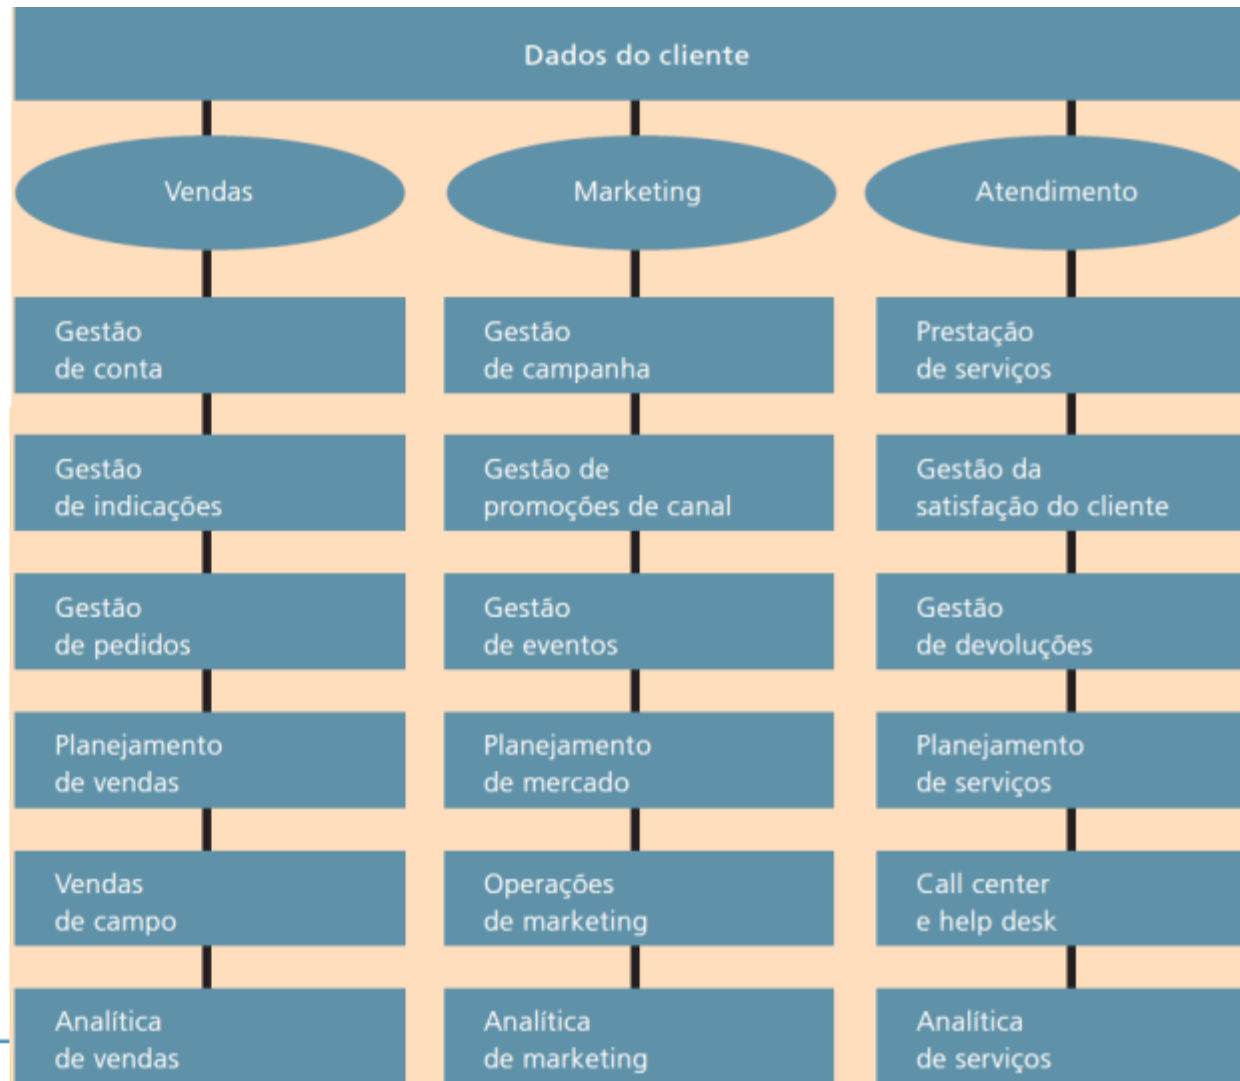 Dados do cliente
Vendas
Marketing
Atendimento
Gestão
de conta
Gestão
de campanha
Prestação
de serviços
Gestão
de indicações
Gestão de
promoções de canal
Gestão da
satisfação do cliente
Gestão
de pedidos
Gestão
de eventos
Gestão
de devoluções
Planejamento
de vendas
Planejamento
de mercado
Planejamento
de serviços
Vendas
de campo
Operações
de marketing
Call center
e help desk
Analítica
de vendas
Analítica
de marketing
Analítica
de serviços